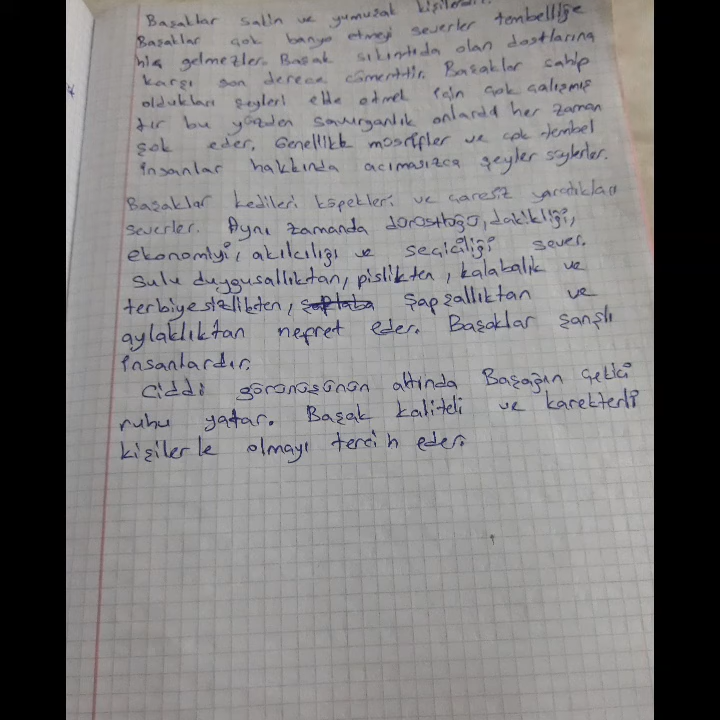 Başaklar sakin ve yumuşak kişilerdir.
Başaklar çok banyo etmeyi severler tembelliğe
hiç gelmezler. Başak sıkıntıda olan dostlarına
karşı son derece cömerttir. Başaklar sahip
oldukları şeyleri elde etmek için çok çalışmış
tır bu yüzden savurganlık onlarda her zaman
şok eder. Genellikle mosrifler ve çok tembel
insanlar hakkında acımasızca şeyler söylerler.
Başaklar kedileri köpekleri ve çaresiz yaratıkları
severler. Aynı zamanda dorostloğo, dakikliği,
ekonomiyi, akılcılığı ve seçiciliği sever.
Sulu duygusallıktan, pislikten, kalabalık ve
terbiyesizlikten, şapşallıktan ve
aylaklıktan nefret eder. Başaklar şanslı
insanlardır.
Ciddi görönoşönön altında Başağın çetki
ruhu yatar. Başak kaliteli ve karekterli
kişilerle olmayı tercih eder.